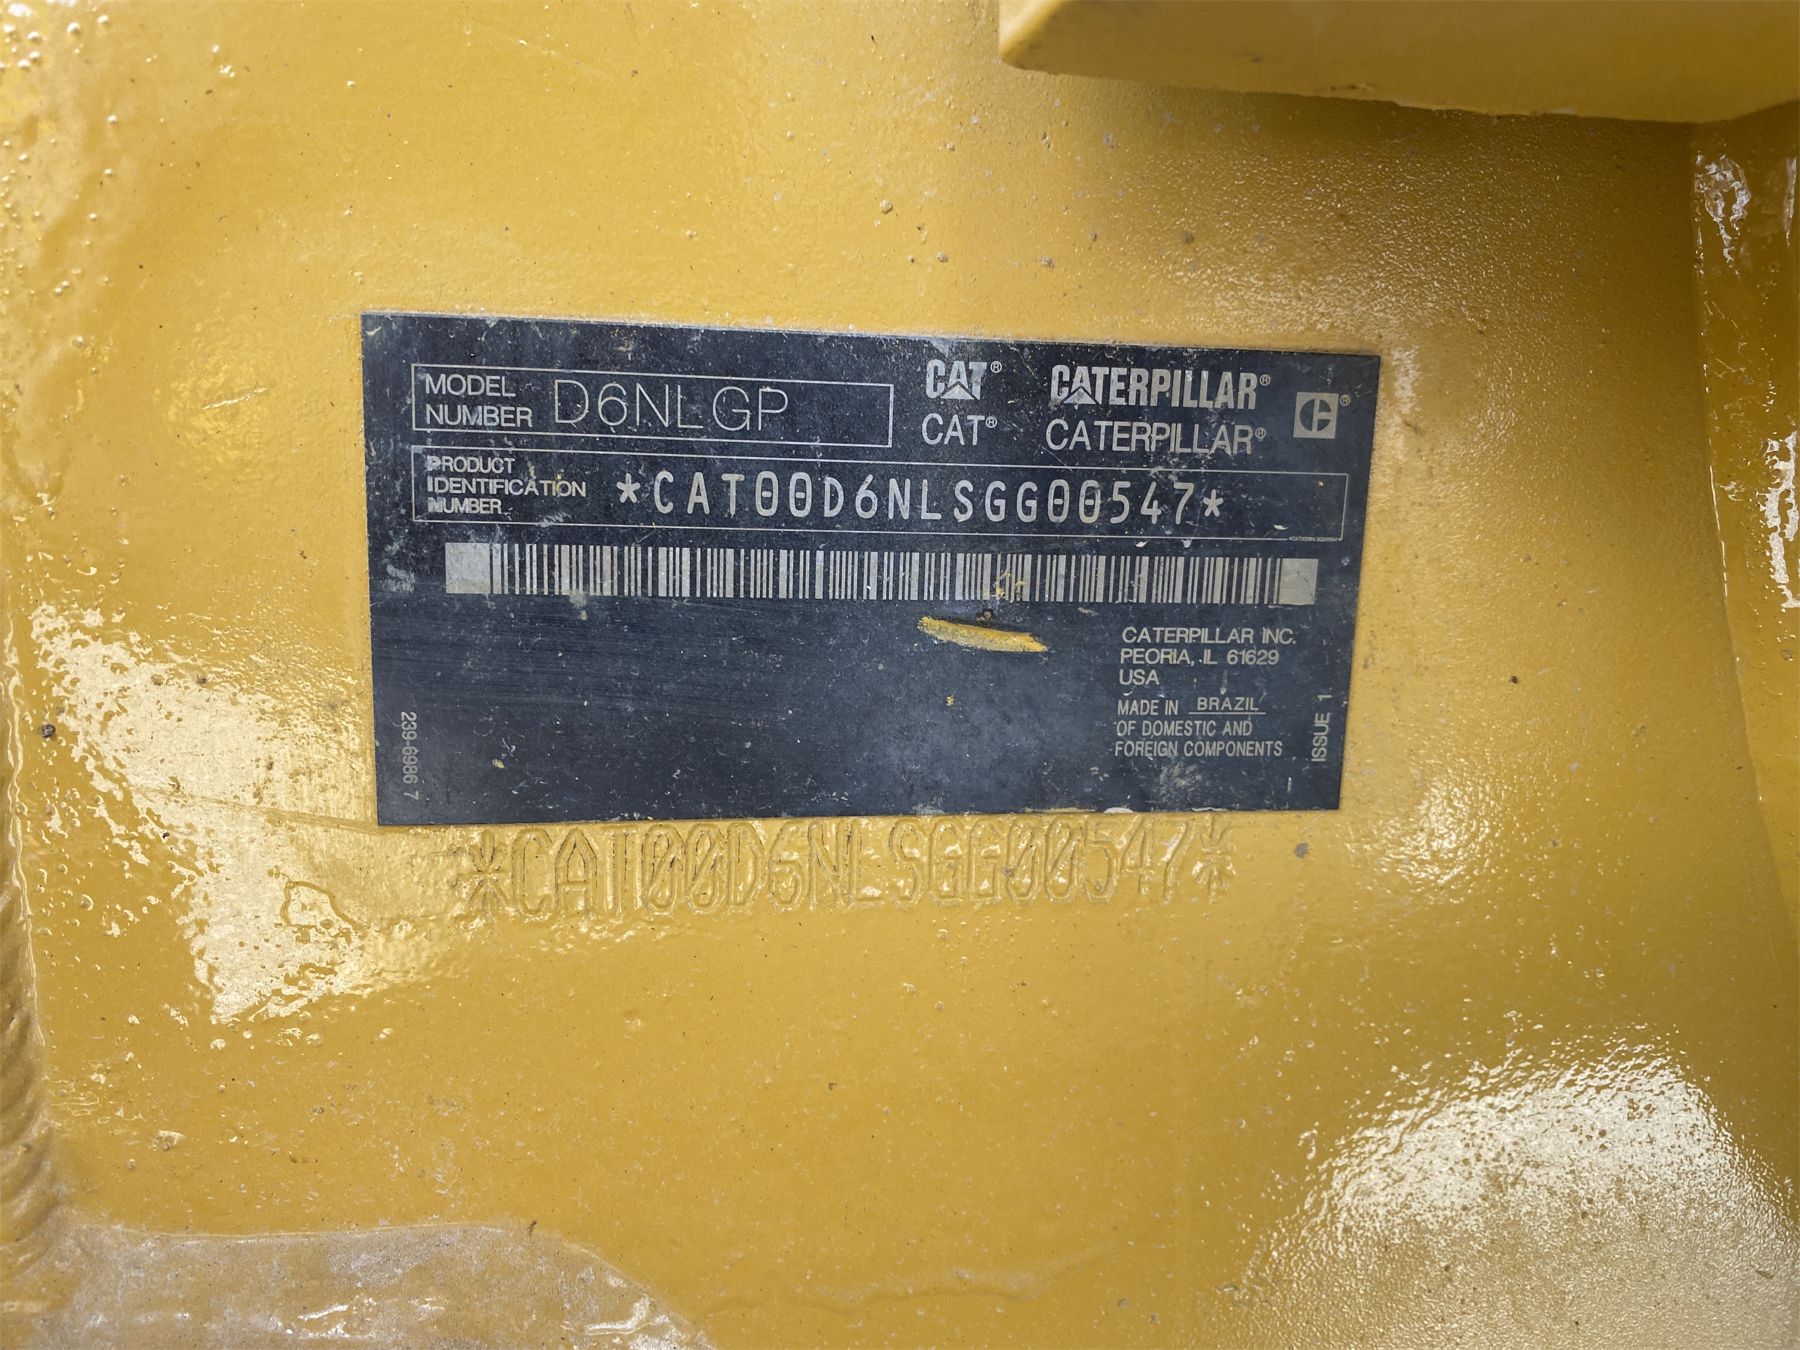 MODEL NUMBER D6NLGP
CAT® CATERPILLAR®
CAT® CATERPILLAR®
PRODUCT IDENTIFICATION NUMBER *CAT00D6NLSGG00547*
CATERPILLAR INC.
PEORIA, IL 61629
USA
MADE IN BRAZIL
OF DOMESTIC AND
FOREIGN COMPONENTS
ISSUE 1
239-6986 7
*CAT00D6NLSGG00547*